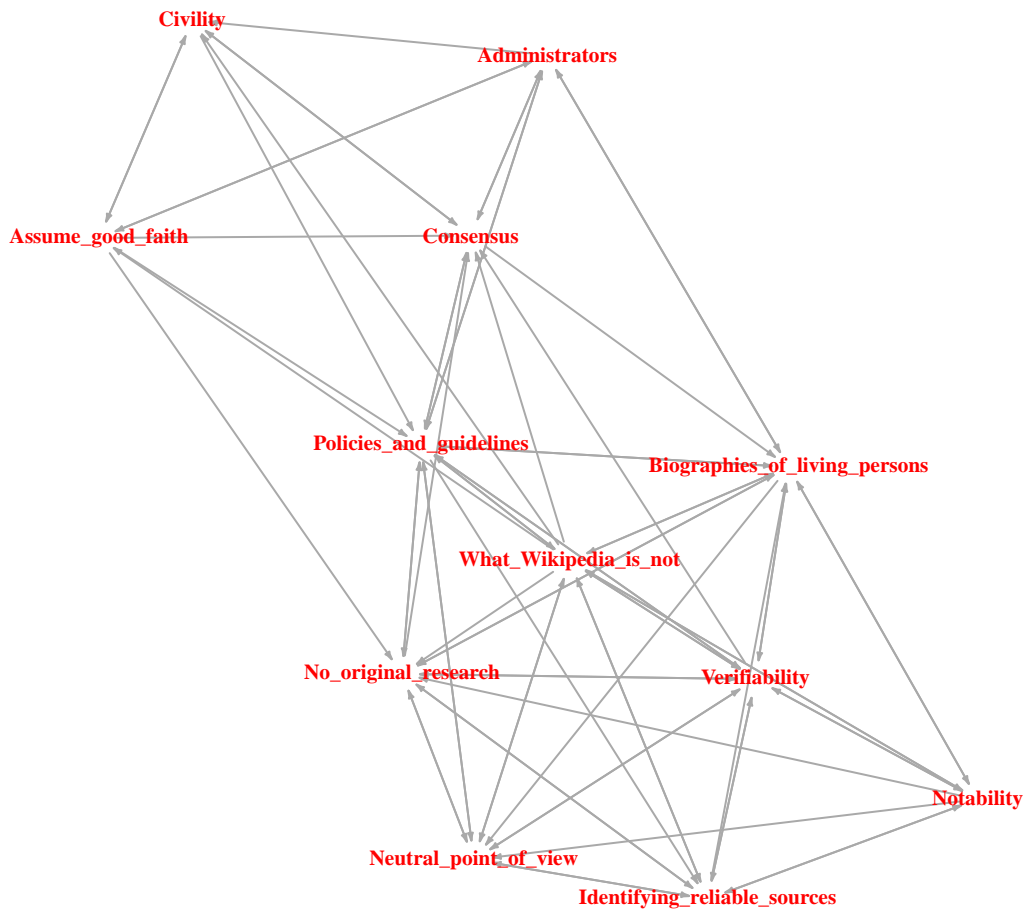 Civility
Administrators
Assume_good_faith
Consensus
Policies_and_guidelines
Biographies_of_living_persons
What_Wikipedia_is_not
No_original_research
Verifiability
Notability
Neutral_point_of_view
Identifying_reliable_sources